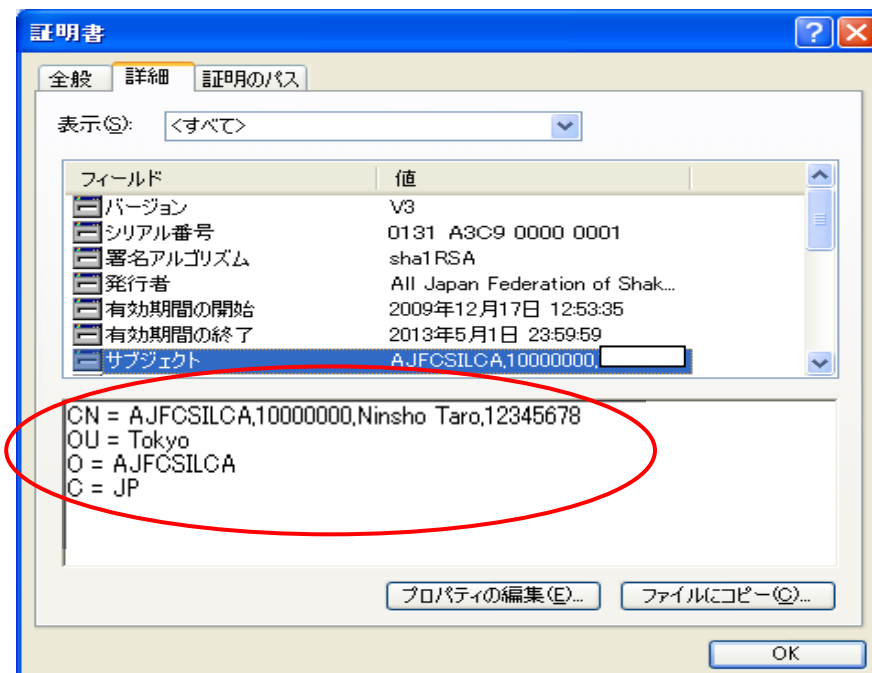 証明書
全般 詳細 証明のパス
表示(S): <すべて>
フィールド 値
バージョン V3
シリアル番号 0131 A3C9 0000 0001
署名アルゴリズム sha1RSA
発行者 All Japan Federation of Shak...
有効期間の開始 2009年12月17日 12:53:35
有効期間の終了 2013年5月1日 23:59:59
サブジェクト AJFCSILCA,10000000,
CN = AJFCSILCA,10000000,Ninsho Taro,12345678
OU = Tokyo
O = AJFCSILCA
C = JP
プロパティの編集(E)... ファイルにコピー(C)...
OK